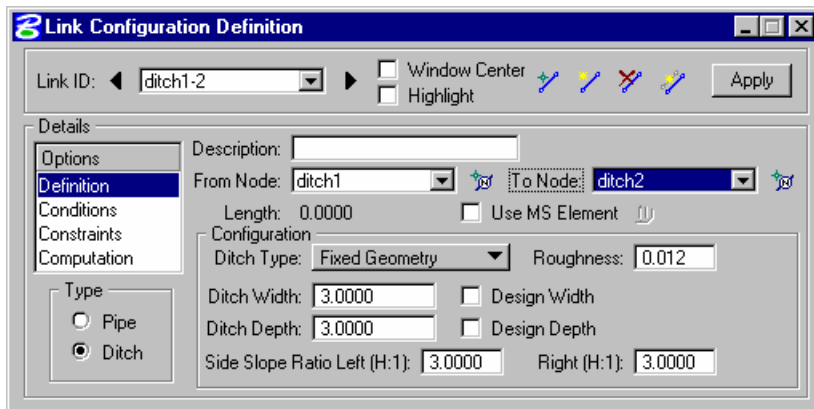 Link Configuration Definition
Link ID: ditch1-2 Window Center Apply
Highlight
Details
Options Description:
Definition From Node: ditch1 To Node: ditch2
Conditions Length: 0.0000 Use MS Element
Constraints Configuration
Computation Ditch Type: Fixed Geometry Roughness: 0.012
Type Ditch Width: 3.0000 Design Width
Pipe Ditch Depth: 3.0000 Design Depth
Ditch Side Slope Ratio Left (H:1): 3.0000 Right (H:1): 3.0000